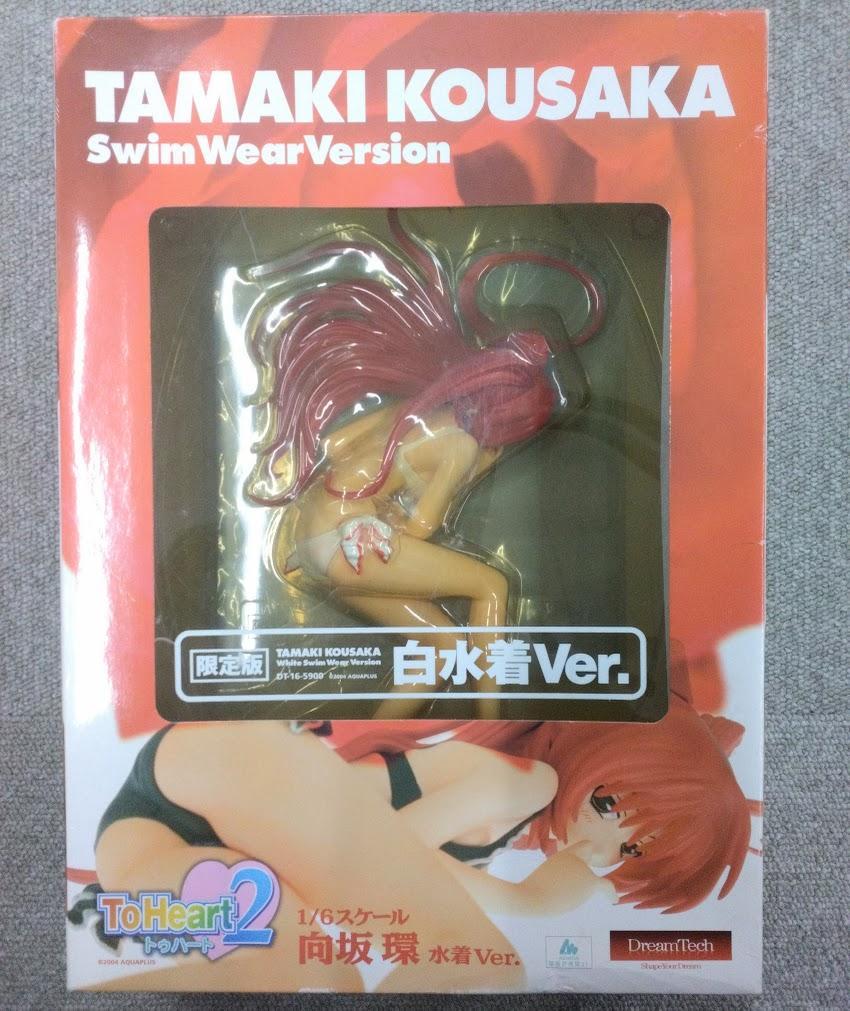 TAMAKI KOUSAKA
Swim Wear Version
限定版
TAMAKI KOUSAKA
White Swim Wear Version
DT-16-5900 ©2004 AQUAPLUS
白水着Ver.
ToHeart2
トゥハート
©2004 AQUAPLUS
1/6スケール
向坂 環 水着Ver.
DreamTech
Shape Your Dream